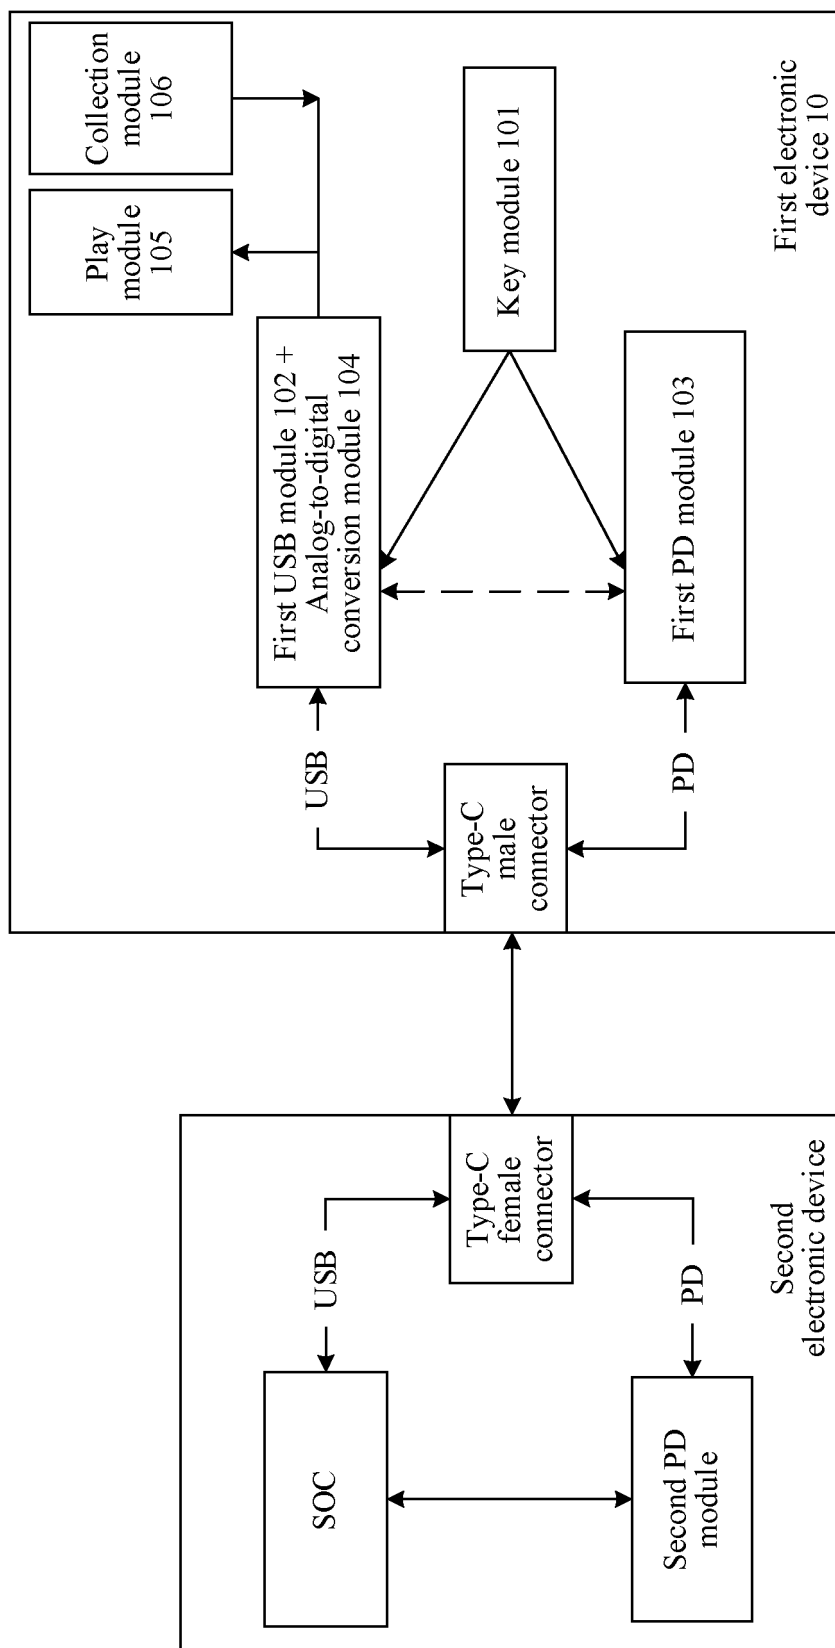 Collection
module
106
Play
module
105
First USB module 102 +
Analog-to-digital
conversion module 104
Key module 101
First PD module 103
First electronic
device 10
USB
PD
Type-C
male
connector
Type-C
female
connector
USB
PD
SOC
Second PD
module
Second
electronic device